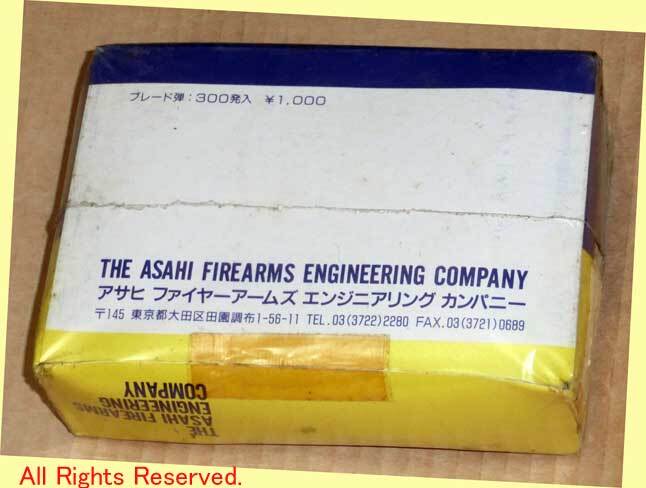 ブレード弾:300発入 ¥1,000
THE ASAHI FIREARMS ENGINEERING COMPANY
アサヒ ファイヤーアームズ エンジニアリング カンパニー
〒145 東京都大田区田園調布1-56-11 TEL.03(3722)2280 FAX.03(3721)0689
THE
ASAHI FIREARMS
ENGINEERING
COMPANY
All Rights Reserved.